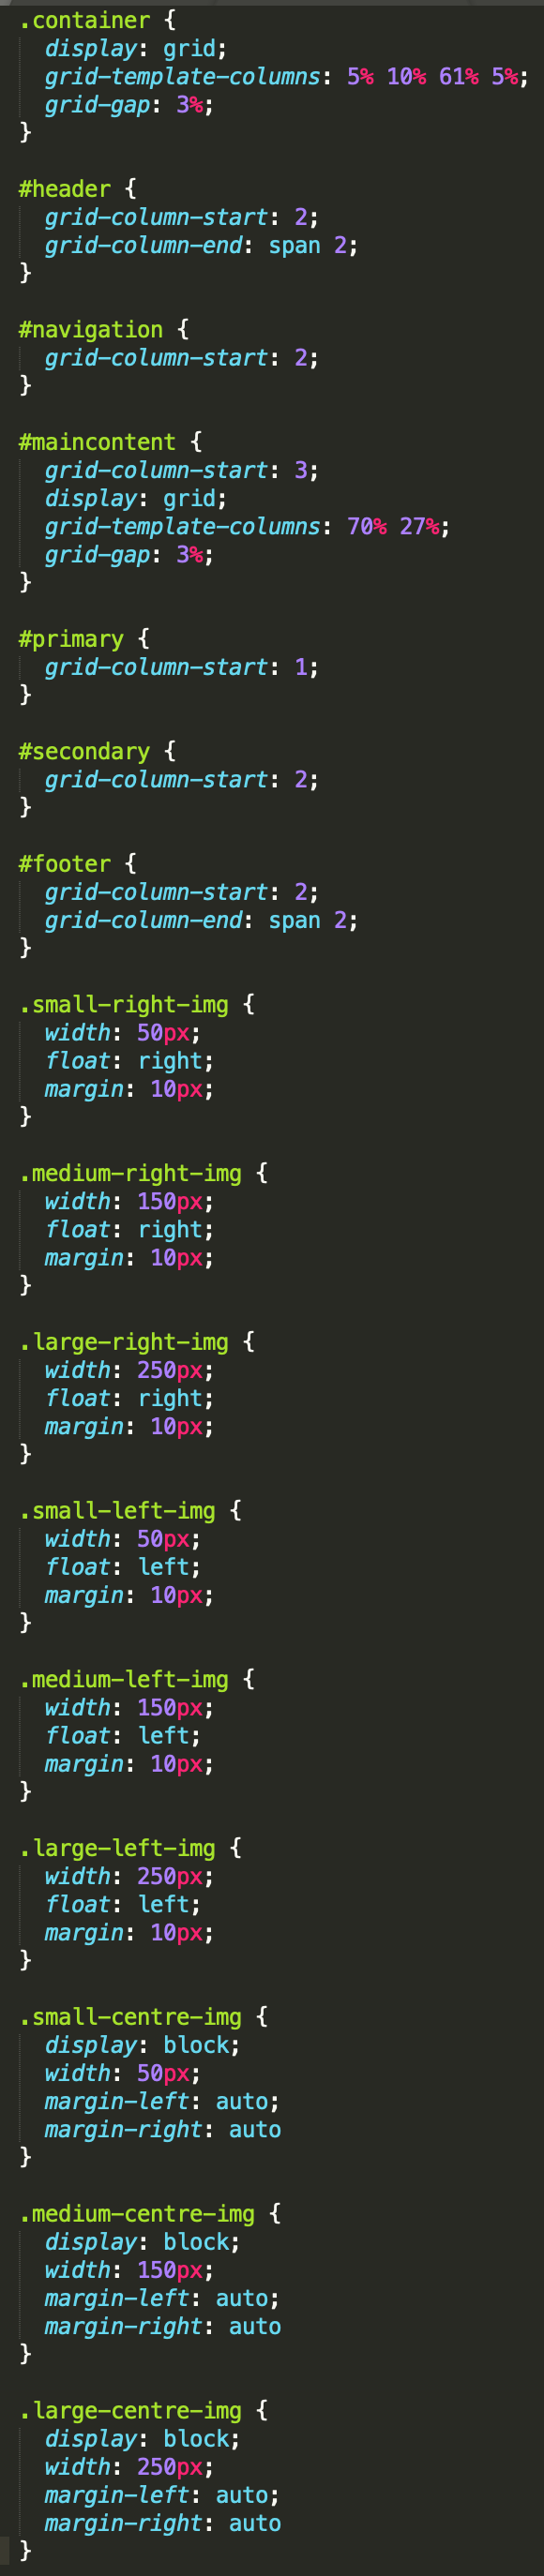 .container {
  display: grid;
  grid-template-columns: 5% 10% 61% 5%;
  grid-gap: 3%;
}

#header {
  grid-column-start: 2;
  grid-column-end: span 2;
}

#navigation {
  grid-column-start: 2;
}

#maincontent {
  grid-column-start: 3;
  display: grid;
  grid-template-columns: 70% 27%;
  grid-gap: 3%;
}

#primary {
  grid-column-start: 1;
}

#secondary {
  grid-column-start: 2;
}

#footer {
  grid-column-start: 2;
  grid-column-end: span 2;
}

.small-right-img {
  width: 50px;
  float: right;
  margin: 10px;
}

.medium-right-img {
  width: 150px;
  float: right;
  margin: 10px;
}

.large-right-img {
  width: 250px;
  float: right;
  margin: 10px;
}

.small-left-img {
  width: 50px;
  float: left;
  margin: 10px;
}

.medium-left-img {
  width: 150px;
  float: left;
  margin: 10px;
}

.large-left-img {
  width: 250px;
  float: left;
  margin: 10px;
}

.small-centre-img {
  display: block;
  width: 50px;
  margin-left: auto;
  margin-right: auto
}

.medium-centre-img {
  display: block;
  width: 150px;
  margin-left: auto;
  margin-right: auto
}

.large-centre-img {
  display: block;
  width: 250px;
  margin-left: auto;
  margin-right: auto
}